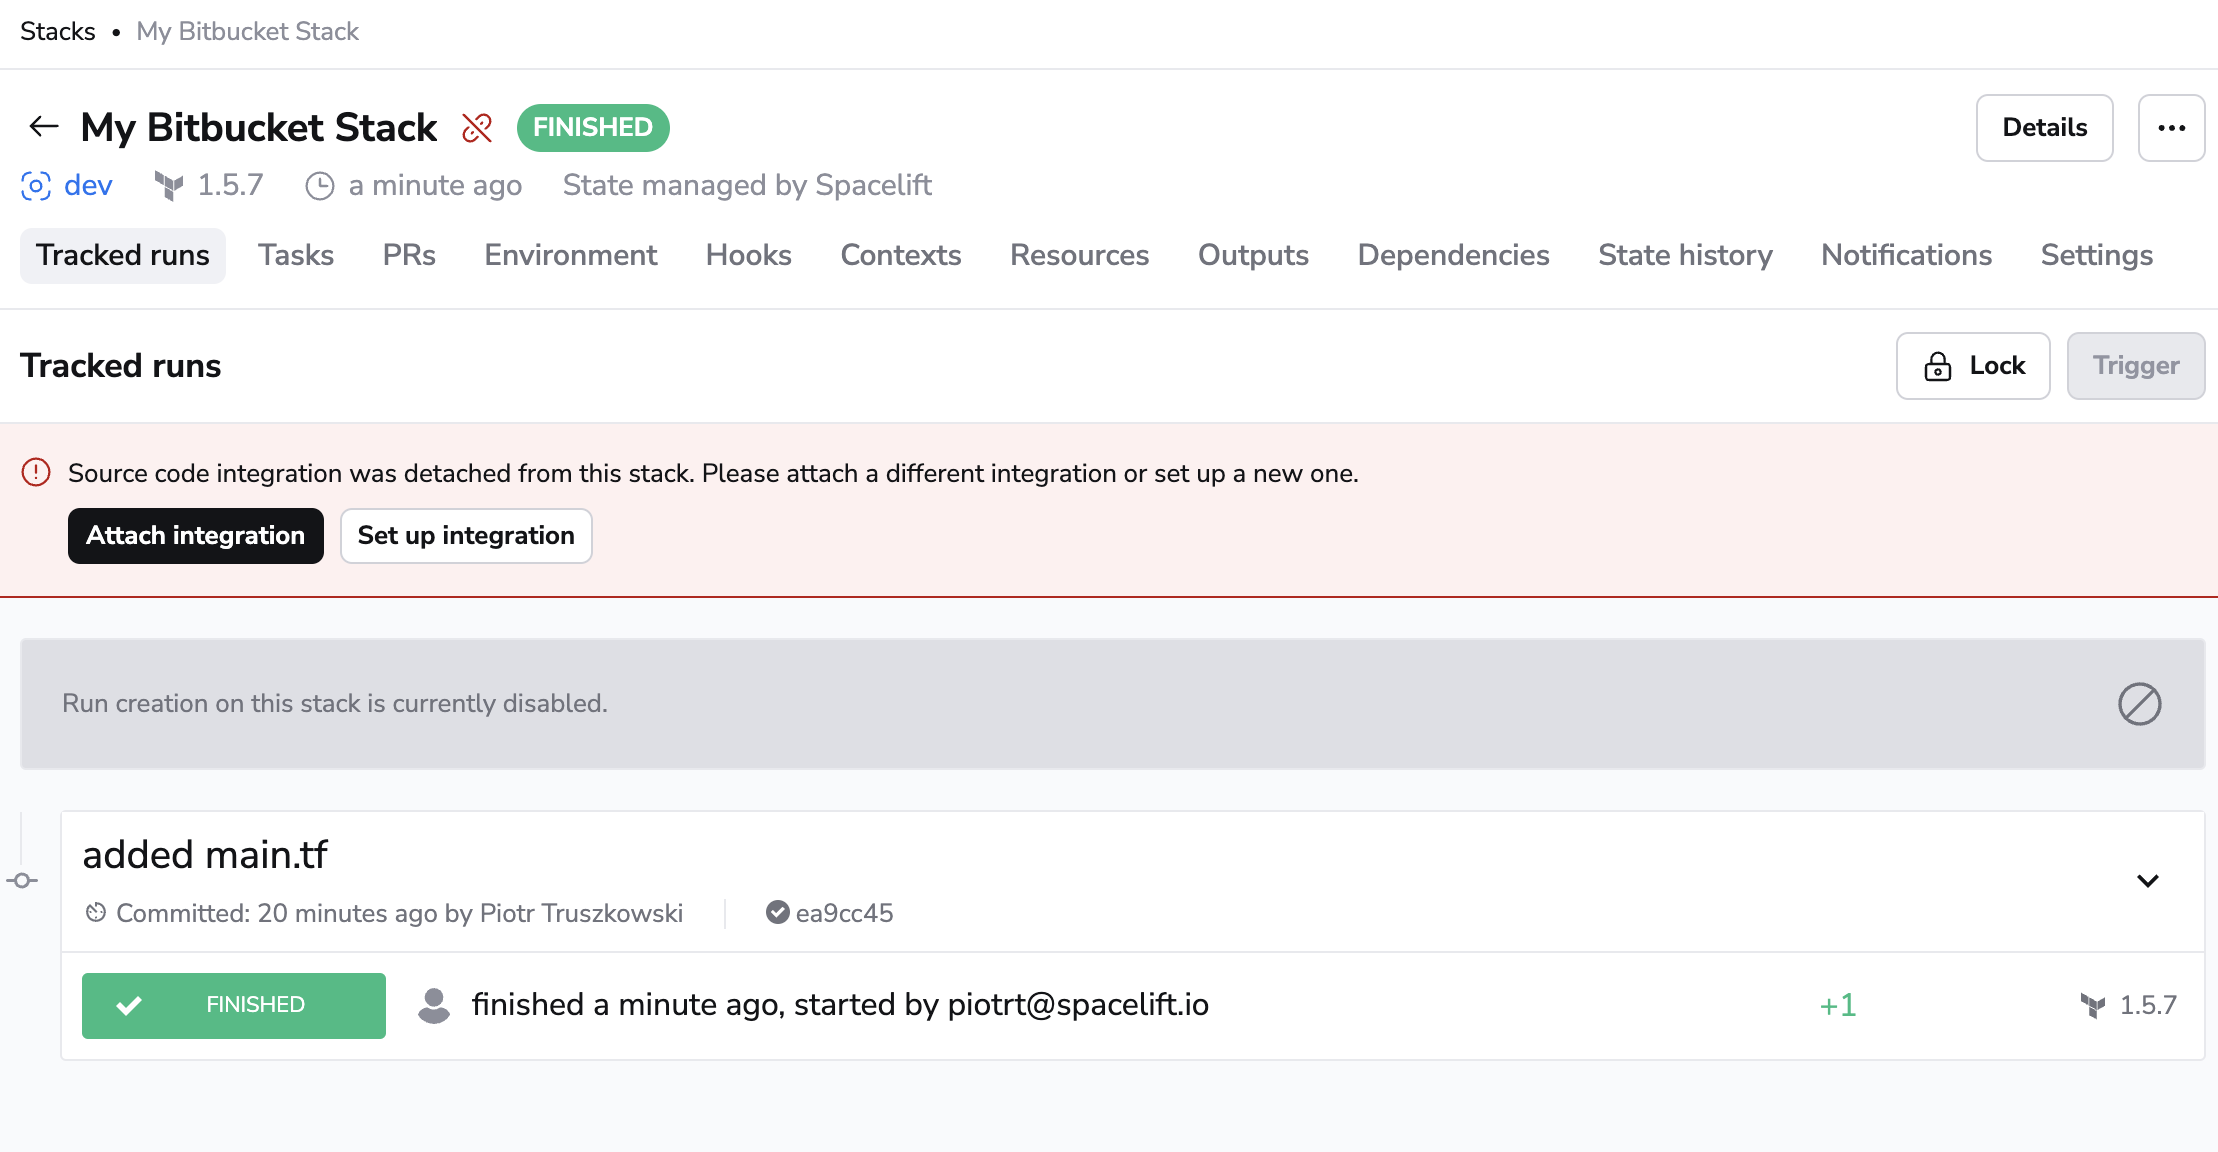 Stacks • My Bitbucket Stack
My Bitbucket Stack FINISHED Details
dev 1.5.7 a minute ago State managed by Spacelift
Tracked runs Tasks PRs Environment Hooks Contexts Resources Outputs Dependencies State history Notifications Settings
Tracked runs Lock Trigger
Source code integration was detached from this stack. Please attach a different integration or set up a new one.
Attach integration Set up integration
Run creation on this stack is currently disabled.
added main.tf
Committed: 20 minutes ago by Piotr Truszkowski ea9cc45
FINISHED finished a minute ago, started by piotrt@spacelift.io +1 1.5.7